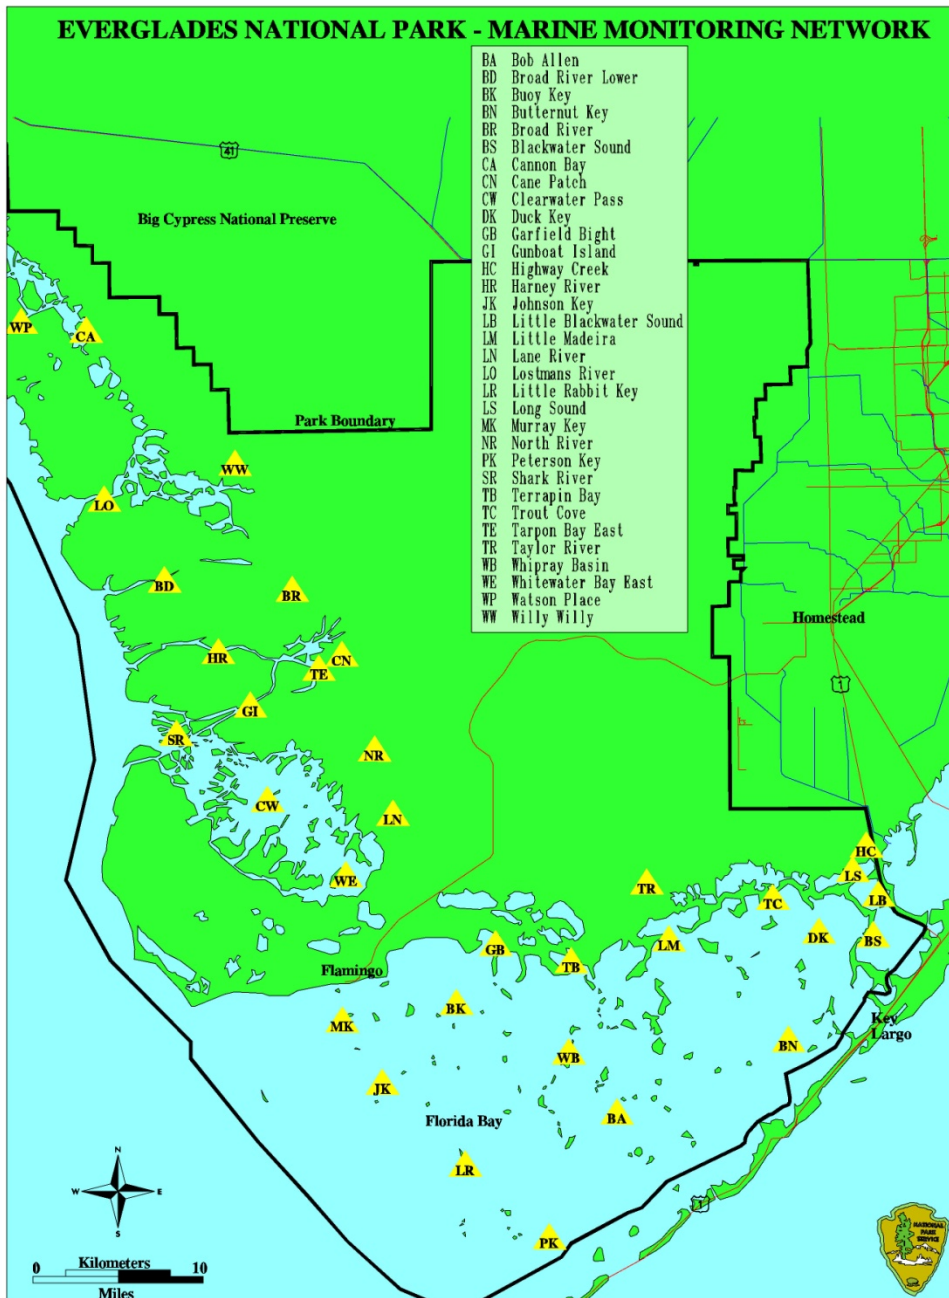 EVERGLADES NATIONAL PARK - MARINE MONITORING NETWORK
BA Bob Allen
BD Broad River Lower
BK Buoy Key
BN Butternut Key
BR Broad River
BS Blackwater Sound
CA Cannon Bay
CN Cane Patch
CW Clearwater Pass
DK Duck Key
GB Garfield Bight
GI Gunboat Island
HC Highway Creek
HR Harney River
JK Johnson Key
LB Little Blackwater Sound
LM Little Madeira
LN Lane River
LO Lostmans River
LR Little Rabbit Key
LS Long Sound
MK Murray Key
NR North River
PK Peterson Key
SR Shark River
TB Terrapin Bay
TC Trout Cove
TE Tarpon Bay East
TR Taylor River
WB Whipray Basin
WE Whitewater Bay East
WP Watson Place
WW Willy Willy
41
Big Cypress National Preserve
WP
CA
Park Boundary
WW
LO
BD
BR
Homestead
HR
CN
TE
1
GI
SR
NR
CW
LN
HC
WE
LS
TR
LB
TC
DK
BS
LM
GB
TB
Flamingo
BK
MK
Key
Largo
BN
WB
JK
BA
Florida Bay
LR
N
W
E
S
1
PK
NATIONAL
PARK
SERVICE
Kilometers
0
10
Miles